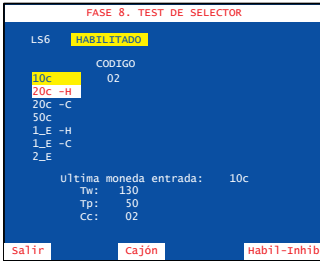 FASE 8. TEST DE SELECTOR
LS6 HABILITADO
CODIGO
10c 02
20c -H
20c -C
50c
1_E -H
1_E -C
2_E
Ultima moneda entrada: 10c
Tw: 130
Tp: 50
Cc: 02
Salir Cajón Habil-Inhib